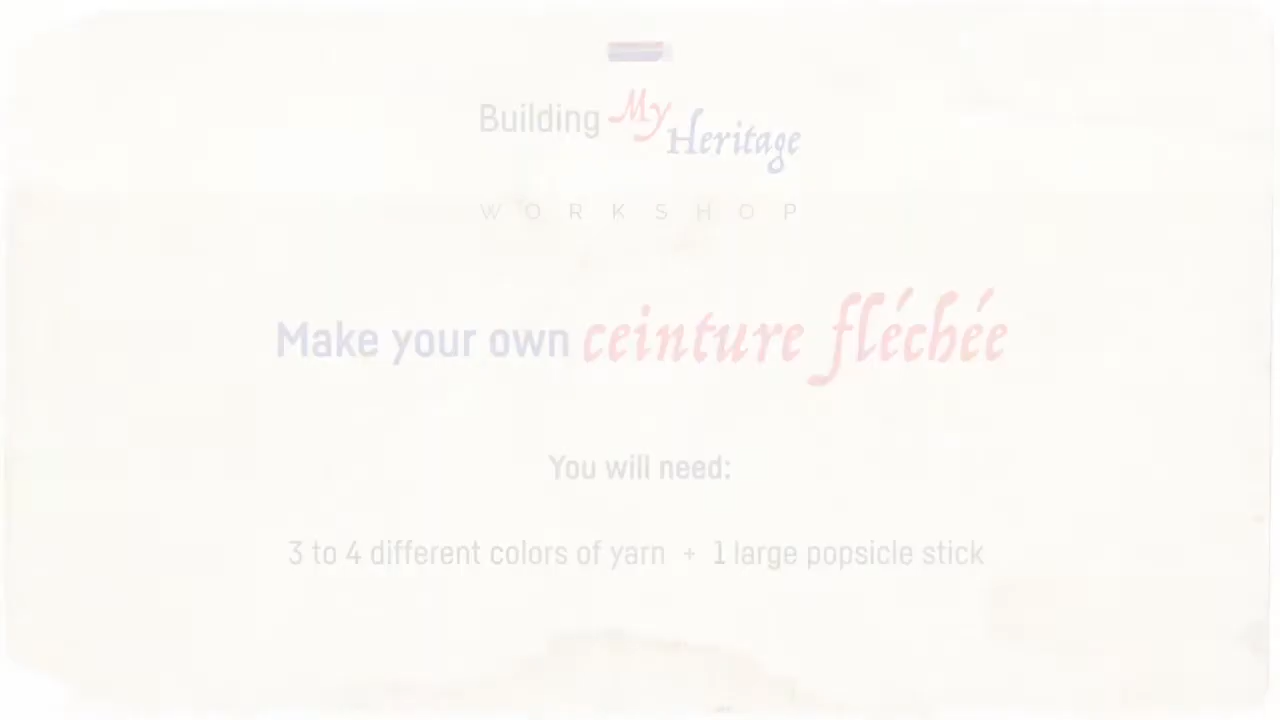 Building My Heritage
WORKSHOP
Make your own ceinture fléchée
You will need:
3 to 4 different colors of yarn + 1 large popsicle stick